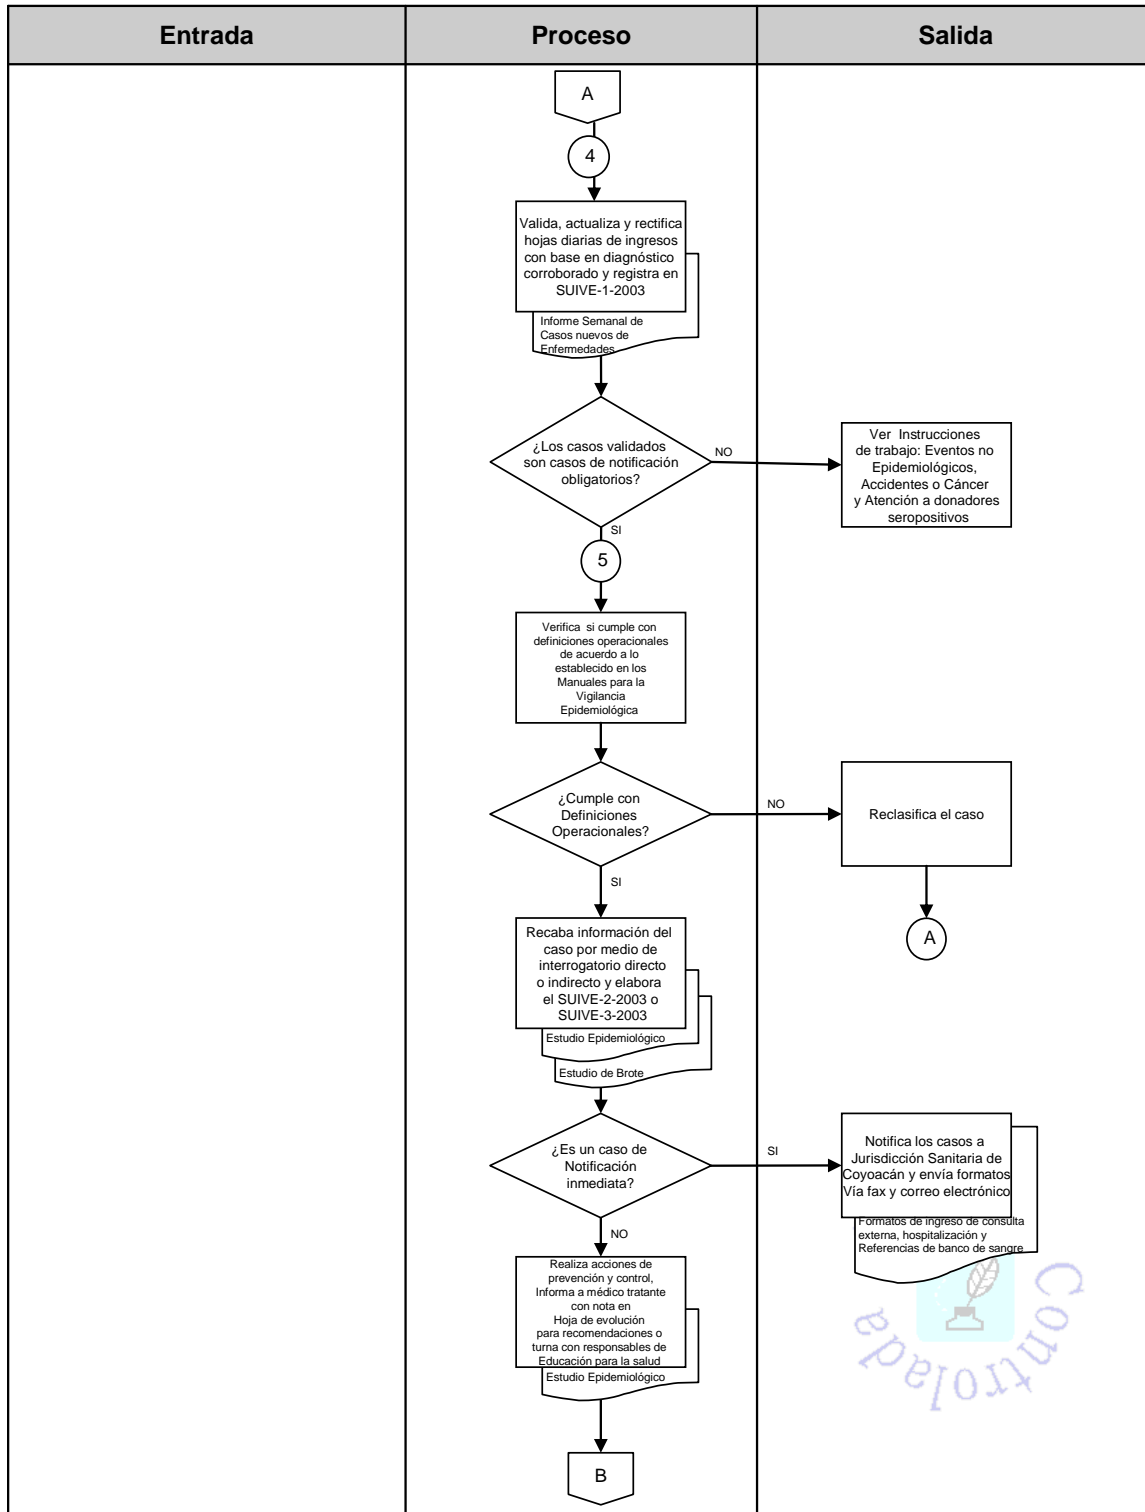 Entrada
Proceso
Salida
A
4
Valida, actualiza y rectifica
hojas diarias de ingresos
con base en diagnóstico
corroborado y registra en
SUIVE-1-2003
Informe Semanal de
Casos nuevos de
Enfermedades
¿Los casos validados
son casos de notificación
obligatorios?
NO
Ver Instrucciones
de trabajo: Eventos no
Epidemiológicos,
Accidentes o Cáncer
y Atención a donadores
seropositivos
SI
5
Verifica si cumple con
definiciones operacionales
de acuerdo a lo
establecido en los
Manuales para la
Vigilancia
Epidemiológica
¿Cumple con
Definiciones
Operacionales?
NO
Reclasifica el caso
A
SI
Recaba información del
caso por medio de
interrogatorio directo
o indirecto y elabora
el SUIVE-2-2003 o
SUIVE-3-2003
Estudio Epidemiológico
Estudio de Brote
¿Es un caso de
Notificación
inmediata?
SI
Notifica los casos a
Jurisdicción Sanitaria de
Coyoacán y envía formatos
Vía fax y correo electrónico
Formatos de ingreso de consulta
externa, hospitalización y
Referencias de banco de sangre
NO
Realiza acciones de
prevención y control,
Informa a médico tratante
con nota en
Hoja de evolución
para recomendaciones o
turna con responsables de
Educación para la salud
Estudio Epidemiológico
B
Controlada